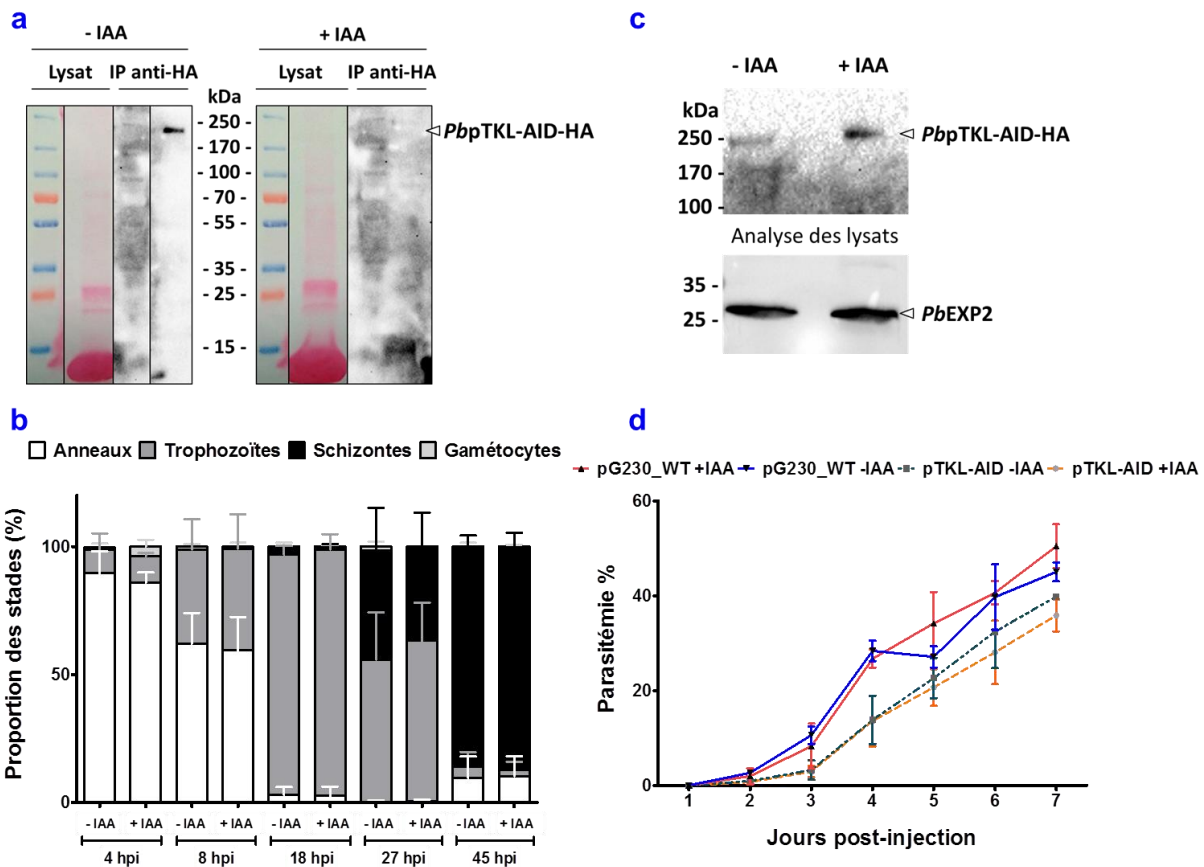 a
- IAA
+ IAA
Lysat
IP anti-HA
Lysat
IP anti-HA
kDa
- 250 -
- 170 -
- 100 -
- 70 -
- 55 -
- 35 -
- 25 -
- 15 -
PbpTKL-AID-HA
c
- IAA
+ IAA
kDa
250 -
170 -
100 -
PbpTKL-AID-HA
Analyse des lysats
35 -
25 -
PbEXP2
b
Anneaux
Trophozoïtes
Schizontes
Gamétocytes
Proportion des stades (%)
100
50
0
- IAA + IAA - IAA + IAA - IAA + IAA - IAA + IAA - IAA + IAA
4 hpi 8 hpi 18 hpi 27 hpi 45 hpi
d
pG230_WT +IAA pG230_WT -IAA pTKL-AID -IAA pTKL-AID +IAA
Parasitémie %
60
40
20
0
1 2 3 4 5 6 7
Jours post-injection